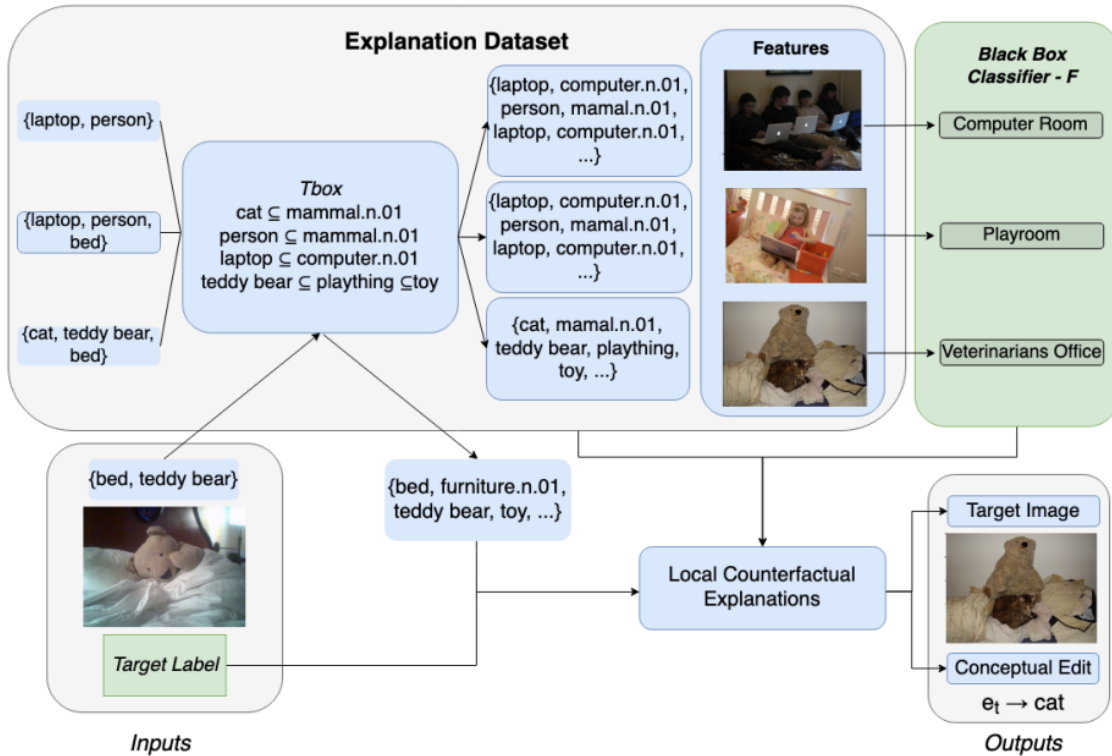 Explanation Dataset
{laptop, person}
{laptop, person,
bed}
{cat, teddy bear,
bed}
Tbox
cat ⊆ mammal.n.01
person ⊆ mammal.n.01
laptop ⊆ computer.n.01
teddy bear ⊆ plaything ⊆toy
{laptop, computer.n.01,
person, mamal.n.01,
laptop, computer.n.01,
...}
{laptop, computer.n.01,
person, mamal.n.01,
laptop, computer.n.01,
...}
{cat, mamal.n.01,
teddy bear, plaything,
toy, ...}
Features
Black Box
Classifier - F
Computer Room
Playroom
Veterinarians Office
{bed, teddy bear}
Target Label
Inputs
{bed, furniture.n.01,
teddy bear, toy, ...}
Local Counterfactual
Explanations
Target Image
Conceptual Edit
eₜ → cat
Outputs